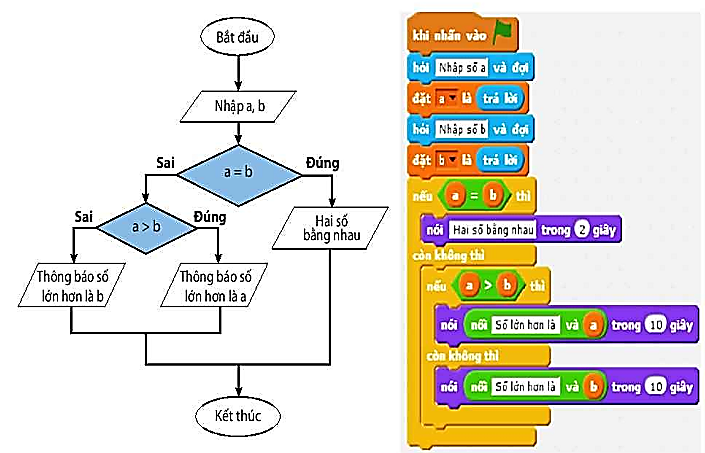 Bắt đầu
Nhập a, b
Sai
Đúng
a = b
Sai
Đúng
a > b
Hai số
bằng nhau
Thông báo số
lớn hơn là b
Thông báo số
lớn hơn là a
Kết thúc
khi nhấn vào
hỏi Nhập số a và đợi
đặt a là trả lời
hỏi Nhập số b và đợi
đặt b là trả lời
nếu a = b thì
nói Hai số bằng nhau trong 2 giây
còn không thì
nếu a > b thì
nói nối Số lớn hơn là và a trong 10 giây
còn không thì
nói nối Số lớn hơn là và b trong 10 giây